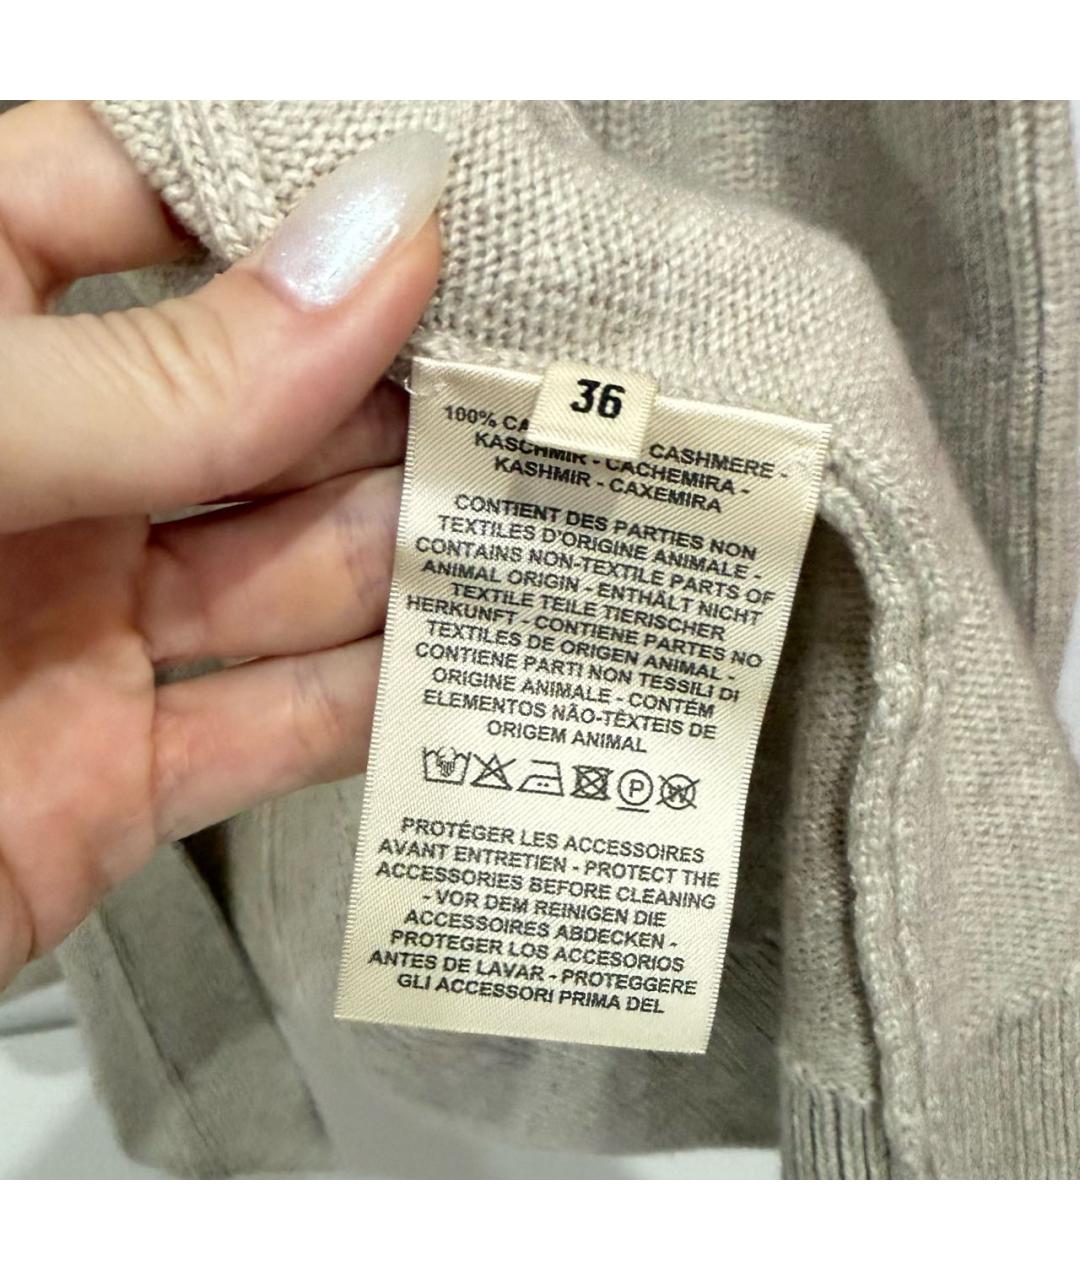 36
100% CA
CASHMERE -
KASCHMIR - CACHEMIRA -
KASHMIR - CAXEMIRA
CONTIENT DES PARTIES NON
TEXTILES D'ORIGINE ANIMALE -
CONTAINS NON-TEXTILE PARTS OF
ANIMAL ORIGIN - ENTHÄLT NICHT
TEXTILE TEILE TIERISCHER
HERKUNFT - CONTIENE PARTES NO
TEXTILES DE ORIGEN ANIMAL -
CONTIENE PARTI NON TESSILI DI
ORIGINE ANIMALE - CONTÉM
ELEMENTOS NÃO-TÊXTEIS DE
ORIGEM ANIMAL
P W
PROTÉGER LES ACCESSOIRES
AVANT ENTRETIEN - PROTECT THE
ACCESSORIES BEFORE CLEANING
- VOR DEM REINIGEN DIE
ACCESSOIRES ABDECKEN -
PROTEGER LOS ACCESORIOS
ANTES DE LAVAR - PROTEGGERE
GLI ACCESSORI PRIMA DEL